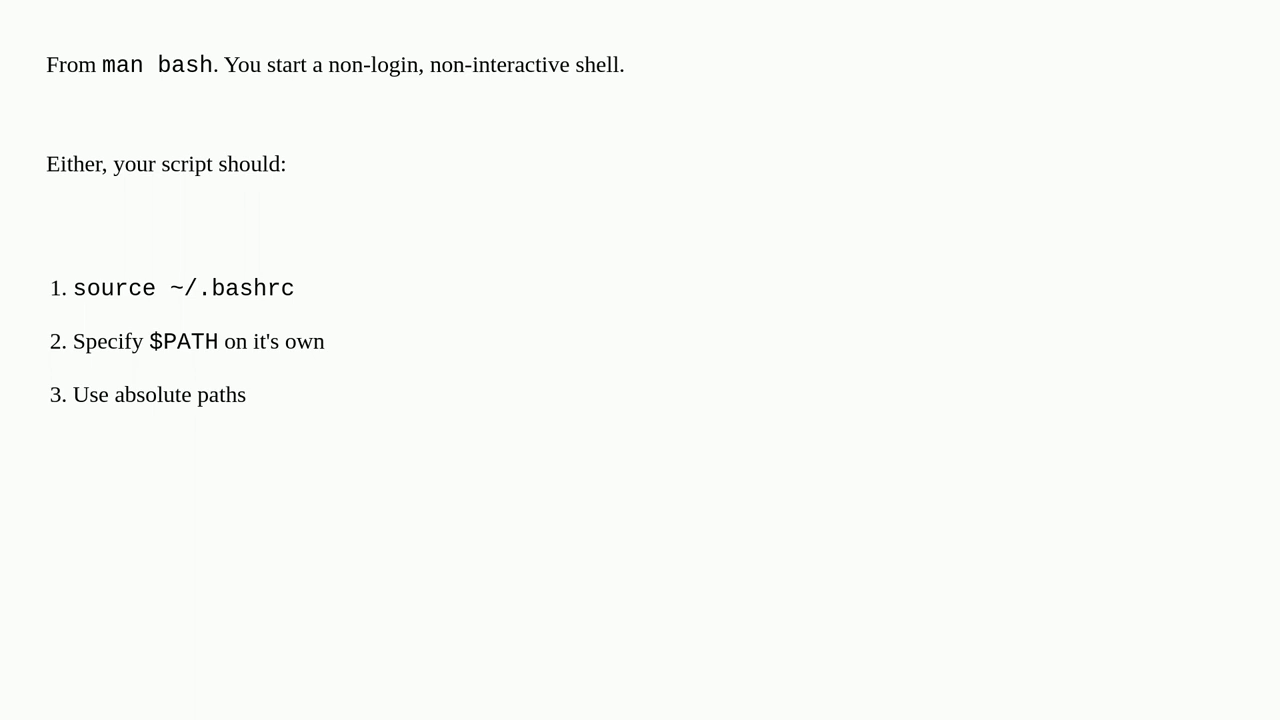 From man bash. You start a non-login, non-interactive shell.
Either, your script should:
1. source ~/.bashrc
2. Specify $PATH on it's own
3. Use absolute paths